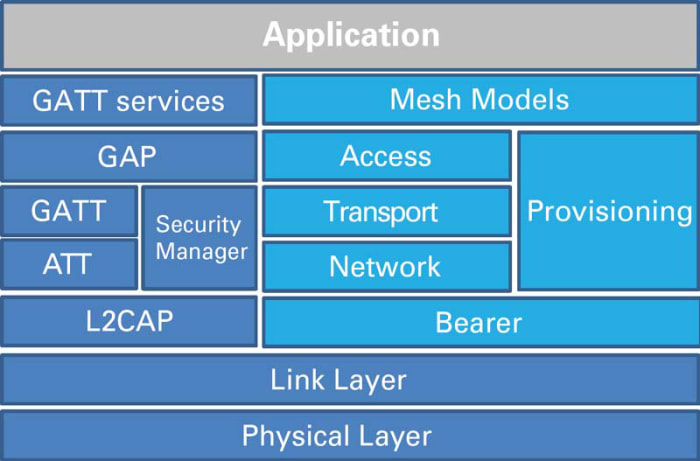 Application
GATT services
Mesh Models
GAP
Access
GATT
Security
Manager
Transport
Provisioning
ATT
Network
L2CAP
Bearer
Link Layer
Physical Layer